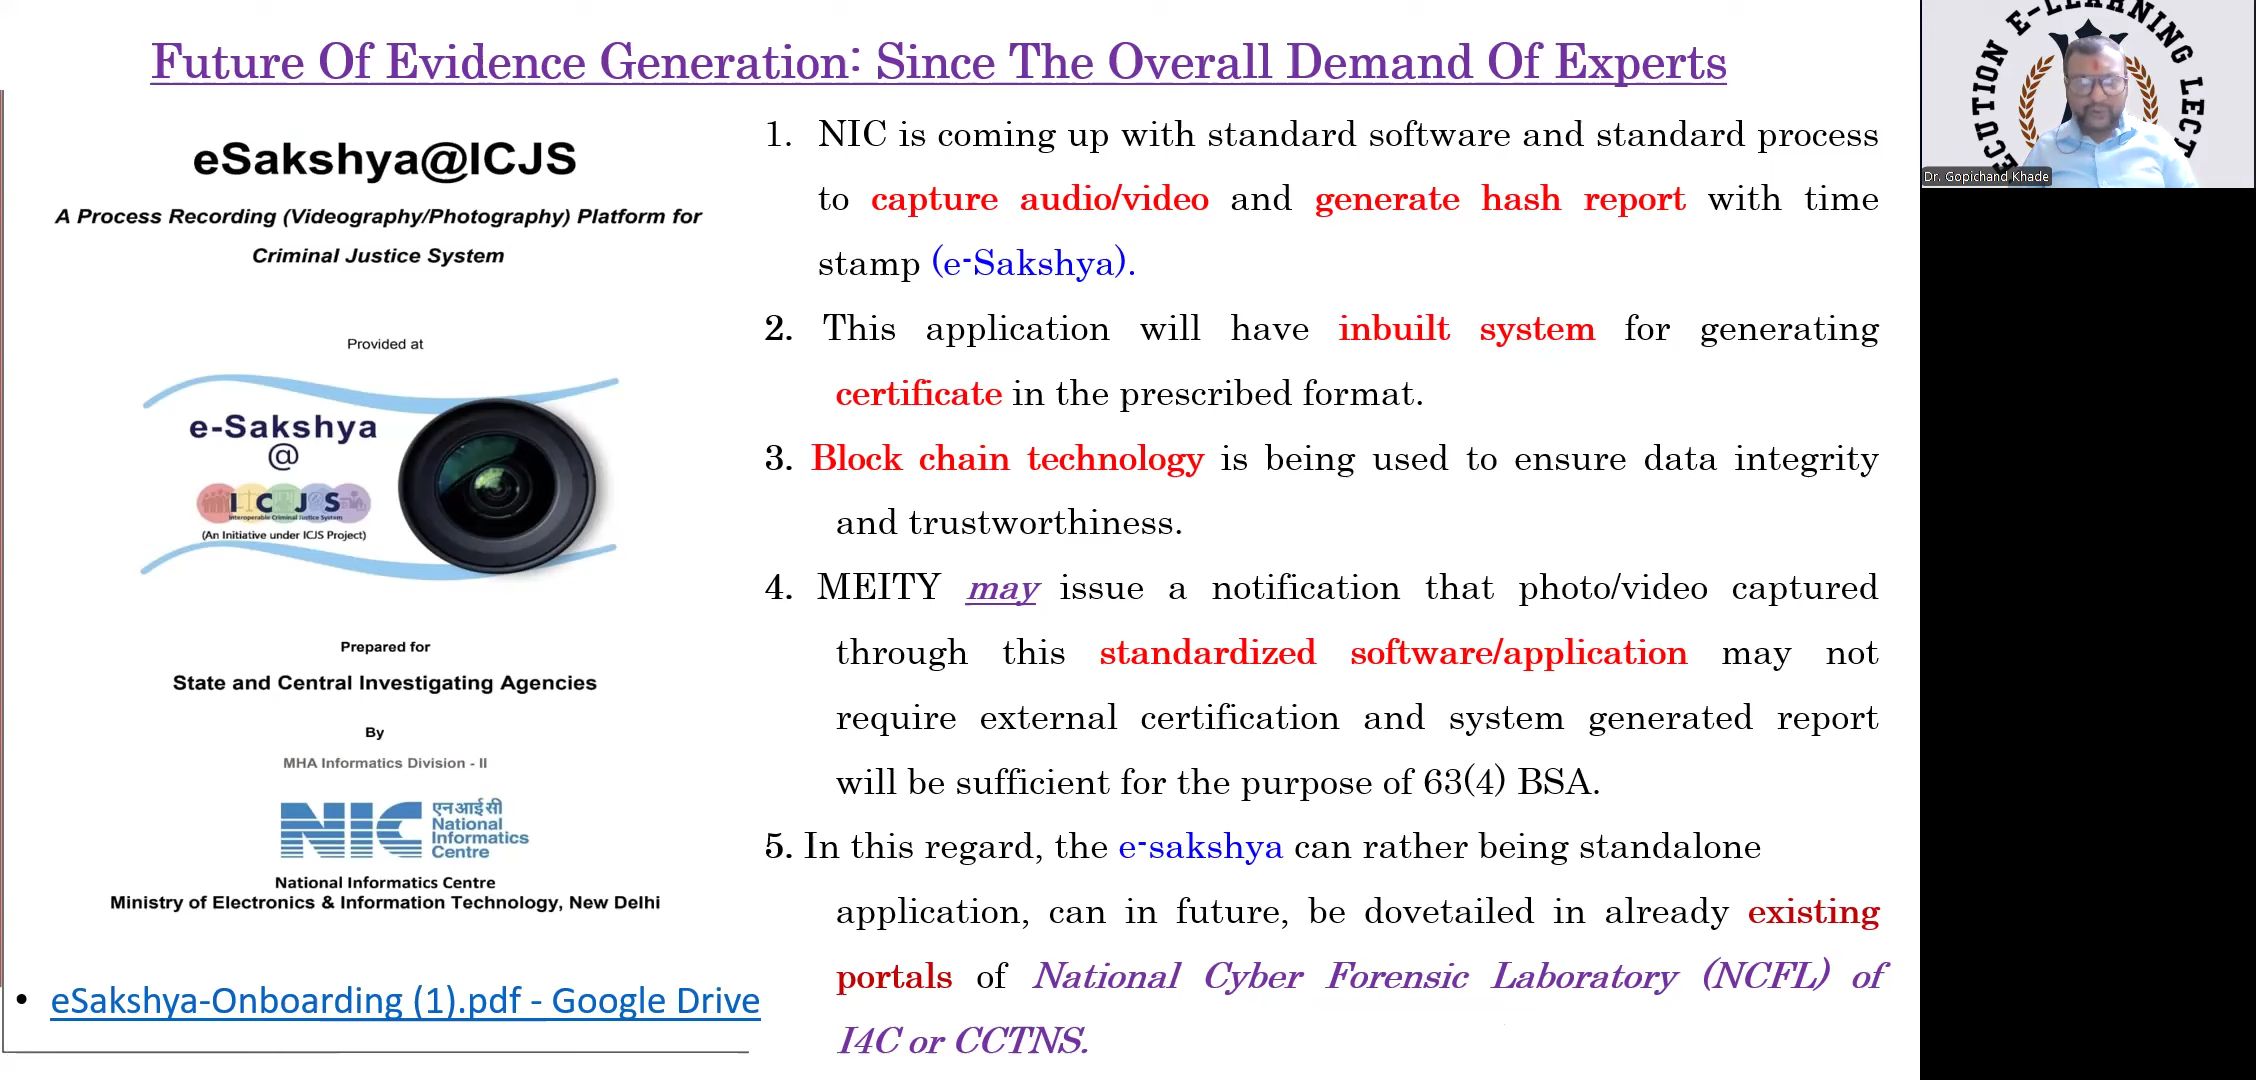 Future Of Evidence Generation: Since The Overall Demand Of Experts
eSakshya@ICJS
A Process Recording (Videography/Photography) Platform for
Criminal Justice System
Provided at
e-Sakshya
@
I C J S
Interoperable Criminal Justice System
(An Initiative under ICJS Project)
Prepared for
State and Central Investigating Agencies
By
MHA Informatics Division - II
NIC एनआईसी
National
Informatics
Centre
National Informatics Centre
Ministry of Electronics & Information Technology, New Delhi
• eSakshya-Onboarding (1).pdf - Google Drive
1. NIC is coming up with standard software and standard process
to capture audio/video and generate hash report with time
stamp (e-Sakshya).
2. This application will have inbuilt system for generating
certificate in the prescribed format.
3. Block chain technology is being used to ensure data integrity
and trustworthiness.
4. MEITY may issue a notification that photo/video captured
through this standardized software/application may not
require external certification and system generated report
will be sufficient for the purpose of 63(4) BSA.
5. In this regard, the e-sakshya can rather being standalone
application, can in future, be dovetailed in already existing
portals of National Cyber Forensic Laboratory (NCFL) of
I4C or CCTNS.
ECUTION E-LEARNING LECT
Dr. Gopichand Khade